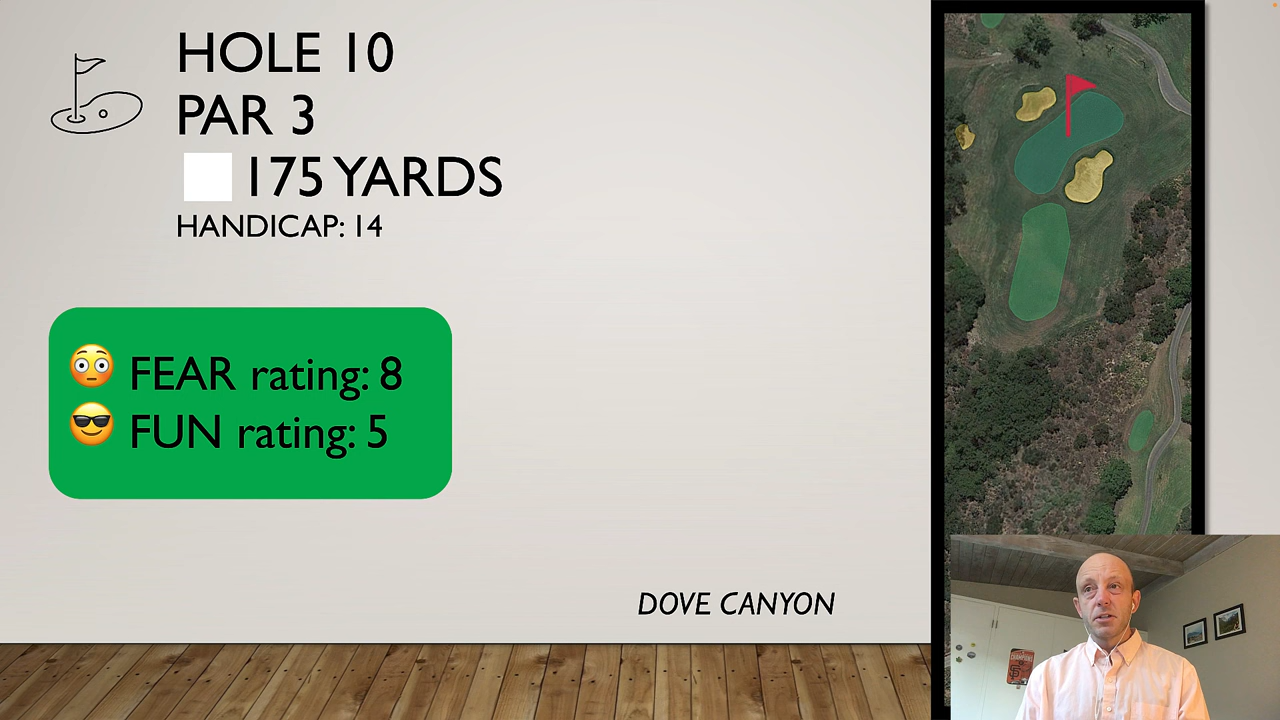 HOLE 10
PAR 3
175 YARDS
HANDICAP: 14
FEAR rating: 8
FUN rating: 5
DOVE CANYON